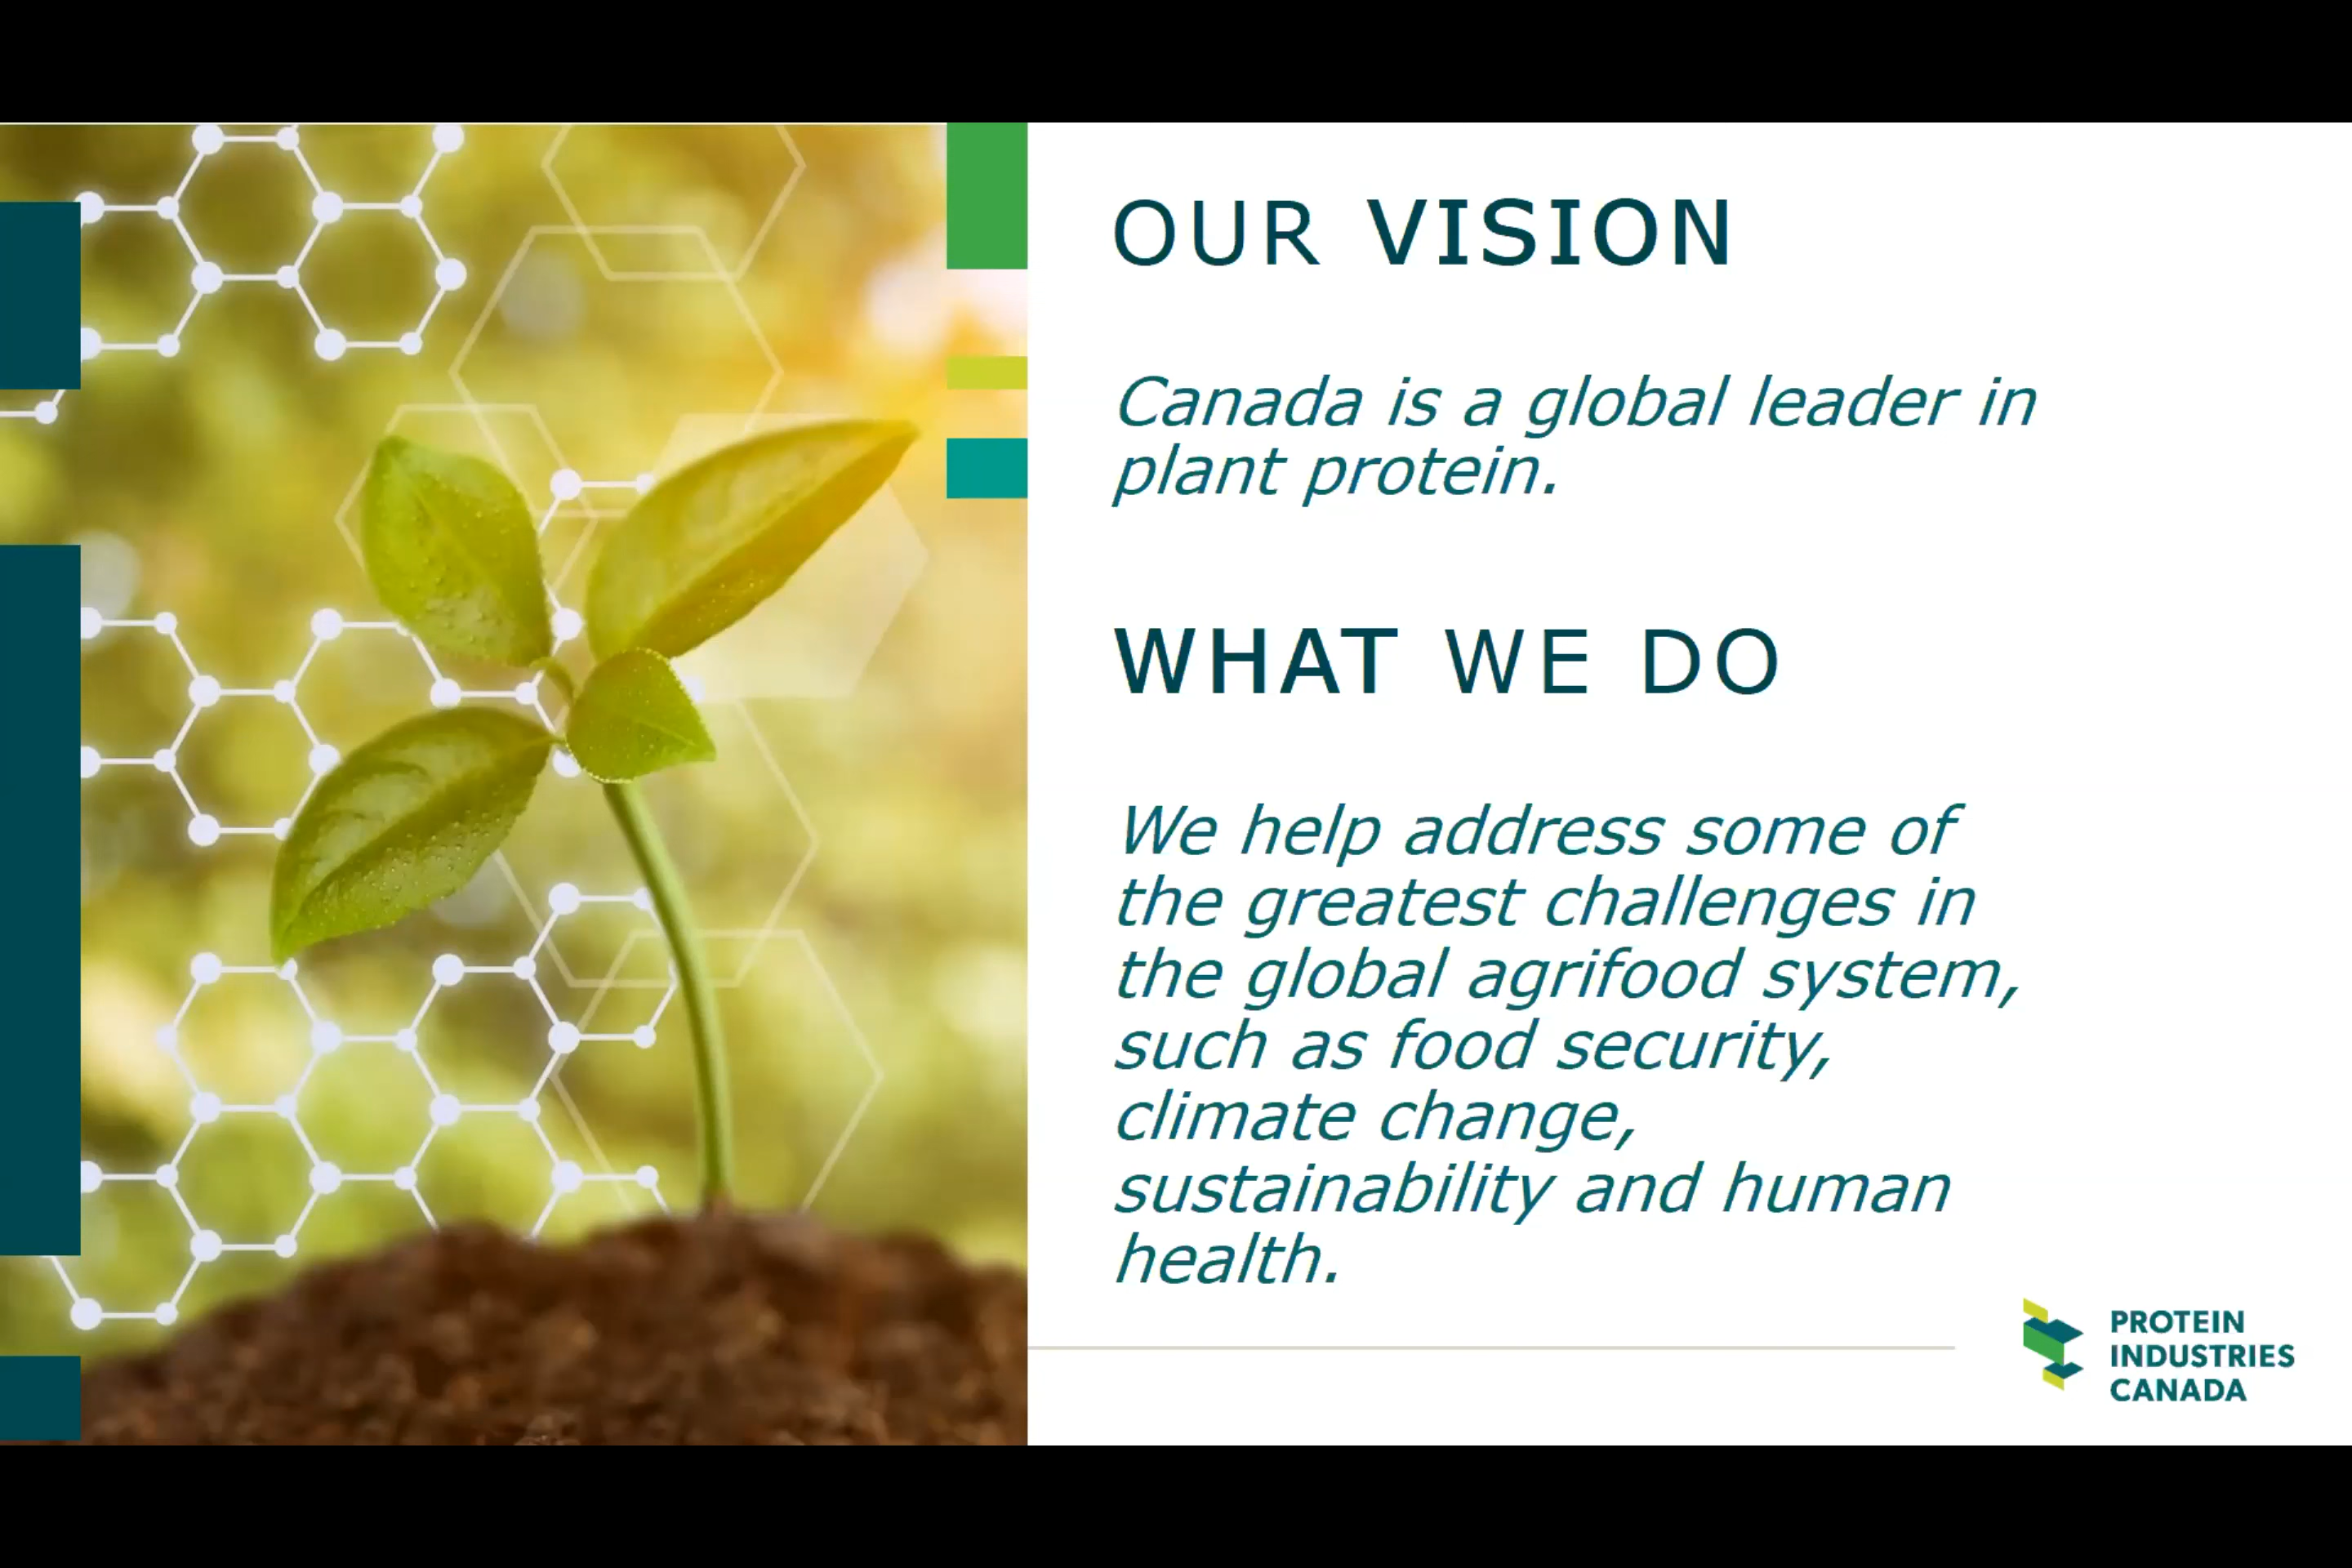 OUR VISION
Canada is a global leader in
plant protein.
WHAT WE DO
We help address some of
the greatest challenges in
the global agrifood system,
such as food security,
climate change,
sustainability and human
health.
PROTEIN
INDUSTRIES
CANADA